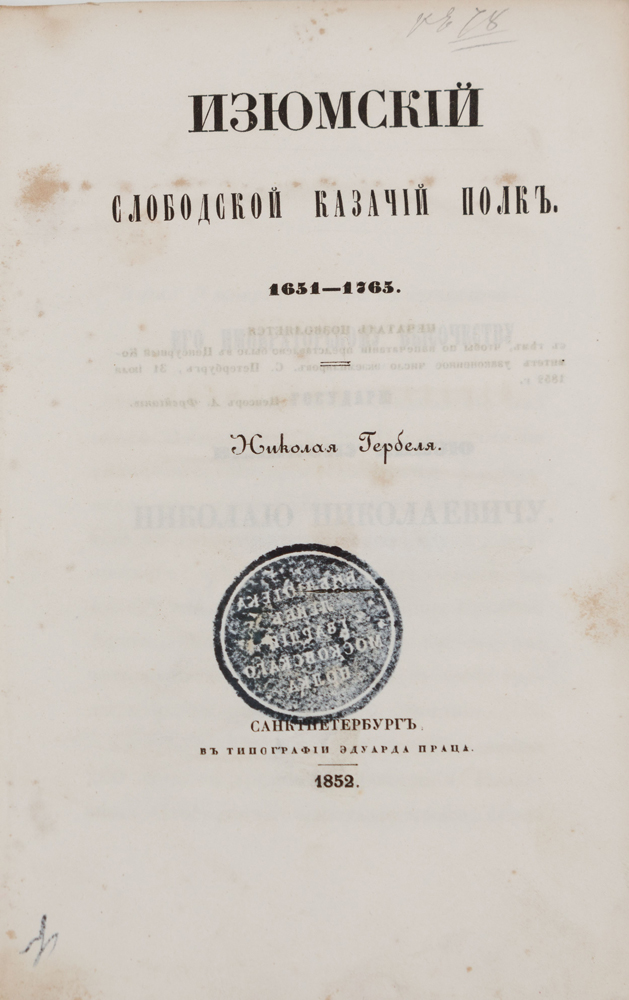 ИЗЮМСКІЙ
СЛОБОДСКОЙ КАЗАЧІЙ ПОЛКЪ.
1651—1765.
Николая Гербеля.
САНКТПЕТЕРБУРГЪ,
ВЪ ТИПОГРАФІИ ЭДУАРДА ПРАЦА.
1852.